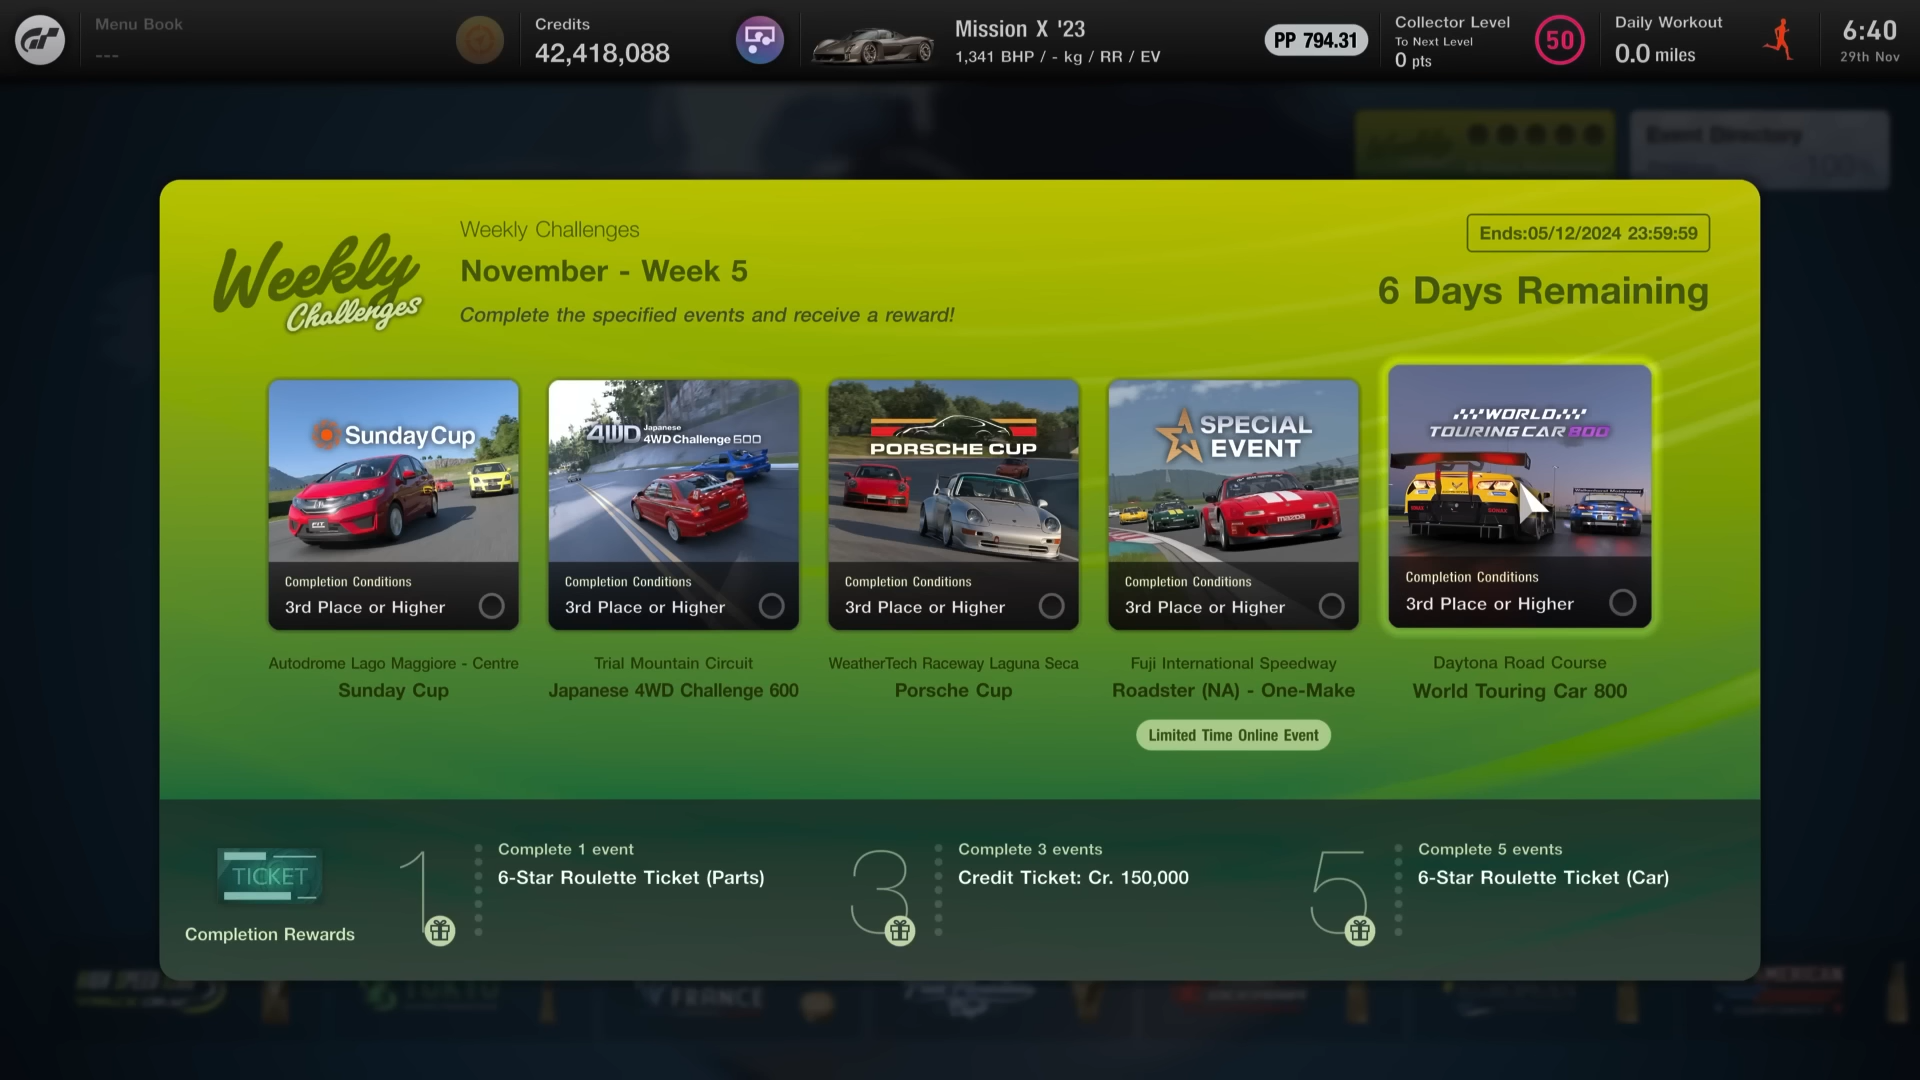 Menu Book
---
Credits
42,418,088
Mission X '23
1,341 BHP / - kg / RR / EV
PP 794.31
Collector Level
To Next Level
0 pts
50
Daily Workout
0.0 miles
6:40
29th Nov
Event Directory
Weekly
Challenges
Weekly Challenges
November - Week 5
Complete the specified events and receive a reward!
Ends:05/12/2024 23:59:59
6 Days Remaining
Sunday Cup
FIT
Completion Conditions
3rd Place or Higher
Autodrome Lago Maggiore - Centre
Sunday Cup
4WD Japanese
4WD Challenge 600
Completion Conditions
3rd Place or Higher
Trial Mountain Circuit
Japanese 4WD Challenge 600
PORSCHE CUP
Completion Conditions
3rd Place or Higher
WeatherTech Raceway Laguna Seca
Porsche Cup
SPECIAL
EVENT
mazda
Completion Conditions
3rd Place or Higher
Fuji International Speedway
Roadster (NA) - One-Make
Limited Time Online Event
WORLD
TOURING CAR 800
Completion Conditions
3rd Place or Higher
Daytona Road Course
World Touring Car 800
TICKET
Completion Rewards
1
Complete 1 event
6-Star Roulette Ticket (Parts)
3
Complete 3 events
Credit Ticket: Cr. 150,000
5
Complete 5 events
6-Star Roulette Ticket (Car)
TOKYO
FRANCE
AMERICAN